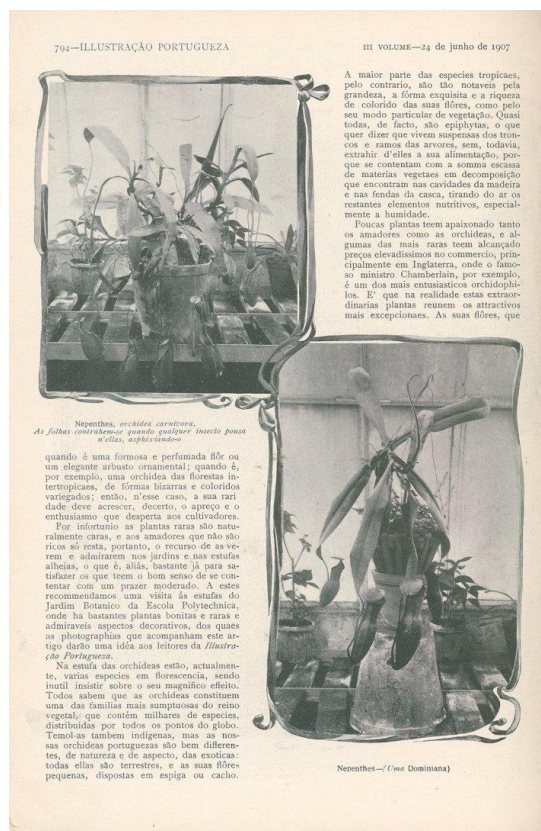 794—ILLUSTRAÇÃO PORTUGUEZA
III VOLUME—24 de junho de 1907
Nepenthes, orchidea carnivora.
As folhas contrahem-se quando qualquer insecto pousa
n'ellas, asphixiando-o
quando é uma formosa e perfumada flôr ou
um elegante arbusto ornamental; quando é,
por exemplo, uma orchidea das florestas in-
tertropicaes, de fórmas bizarras e coloridos
variegados; então, n'esse caso, a sua rari
dade deve acrescer, decerto, o apreço e o
enthusiasmo que desperta aos cultivadores.
Por infortunio as plantas raras são natu-
ralmente caras, e aos amadores que não são
ricos só resta, portanto, o recurso de as ve-
rem e admirarem nos jardins e nas estufas
alheias, o que é, aliás, bastante já para sa-
tisfazer os que teem o bom senso de se con-
tentar com um prazer moderado. A estes
recommendamos uma visita ás estufas do
Jardim Botanico da Escola Polytechnica,
onde ha bastantes plantas bonitas e raras e
admiraveis aspectos decorativos, dos quaes
as photographias que acompanham este ar-
tigo darão uma idéa aos leitores da Illustra-
ção Portugueza.
Na estufa das orchideas estão, actualmen-
te, varias especies em florescencia, sendo
inutil insistir sobre o seu magnifico effeito.
Todos sabem que as orchideas constituem
uma das familias mais sumptuosas do reino
vegetal, que contém milhares de especies,
distribuidas por todos os pontos do globo.
Temol-as tambem indigenas, mas as nos-
sas orchideas portuguezas são bem differen-
tes, de natureza e de aspecto, das exoticas:
todas ellas são terrestres, e as suas flôres
pequenas, dispostas em espiga ou cacho.
A maior parte das especies tropicaes,
pelo contrario, são tão notaveis pela
grandeza, a fórma exquisita e a riqueza
de colorido das suas flôres, como pelo
seu modo particular de vegetação. Quasi
todas, de facto, são epiphytas, o que
quer dizer que vivem suspensas dos tron-
cos e ramos das arvores, sem, todavia,
extrahir d'elles a sua alimentação, por-
que se contentam com a somma escassa
de materias vegetaes em decomposição
que encontram nas cavidades da madeira
e nas fendas da casca, tirando do ar os
restantes elementos nutritivos, especial-
mente a humidade.
Poucas plantas teem apaixonado tanto
os amadores como as orchideas, e al-
gumas das mais raras teem alcançado
preços elevadissimos no commercio, prin-
cipalmente em Inglaterra, onde o famo-
so ministro Chamberlain, por exemplo,
é um dos mais enthusiasticos orchidophi-
los. E' que na realidade estas extraor-
dinarias plantas reunem os attractivos
mais excepcionaes. As suas flôres, que
Nepenthes—(Uma Dominiana)